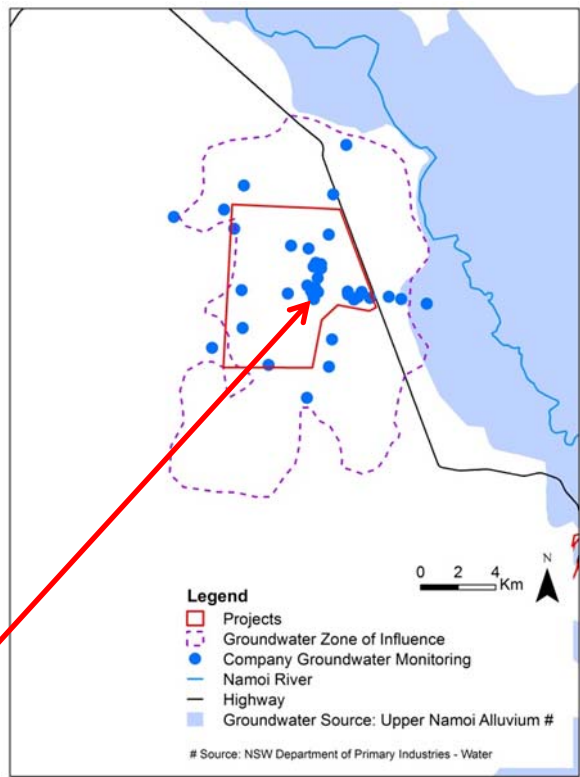 N
0 2 4
Km
Legend
Projects
Groundwater Zone of Influence
Company Groundwater Monitoring
Namoi River
Highway
Groundwater Source: Upper Namoi Alluvium #
# Source: NSW Department of Primary Industries - Water